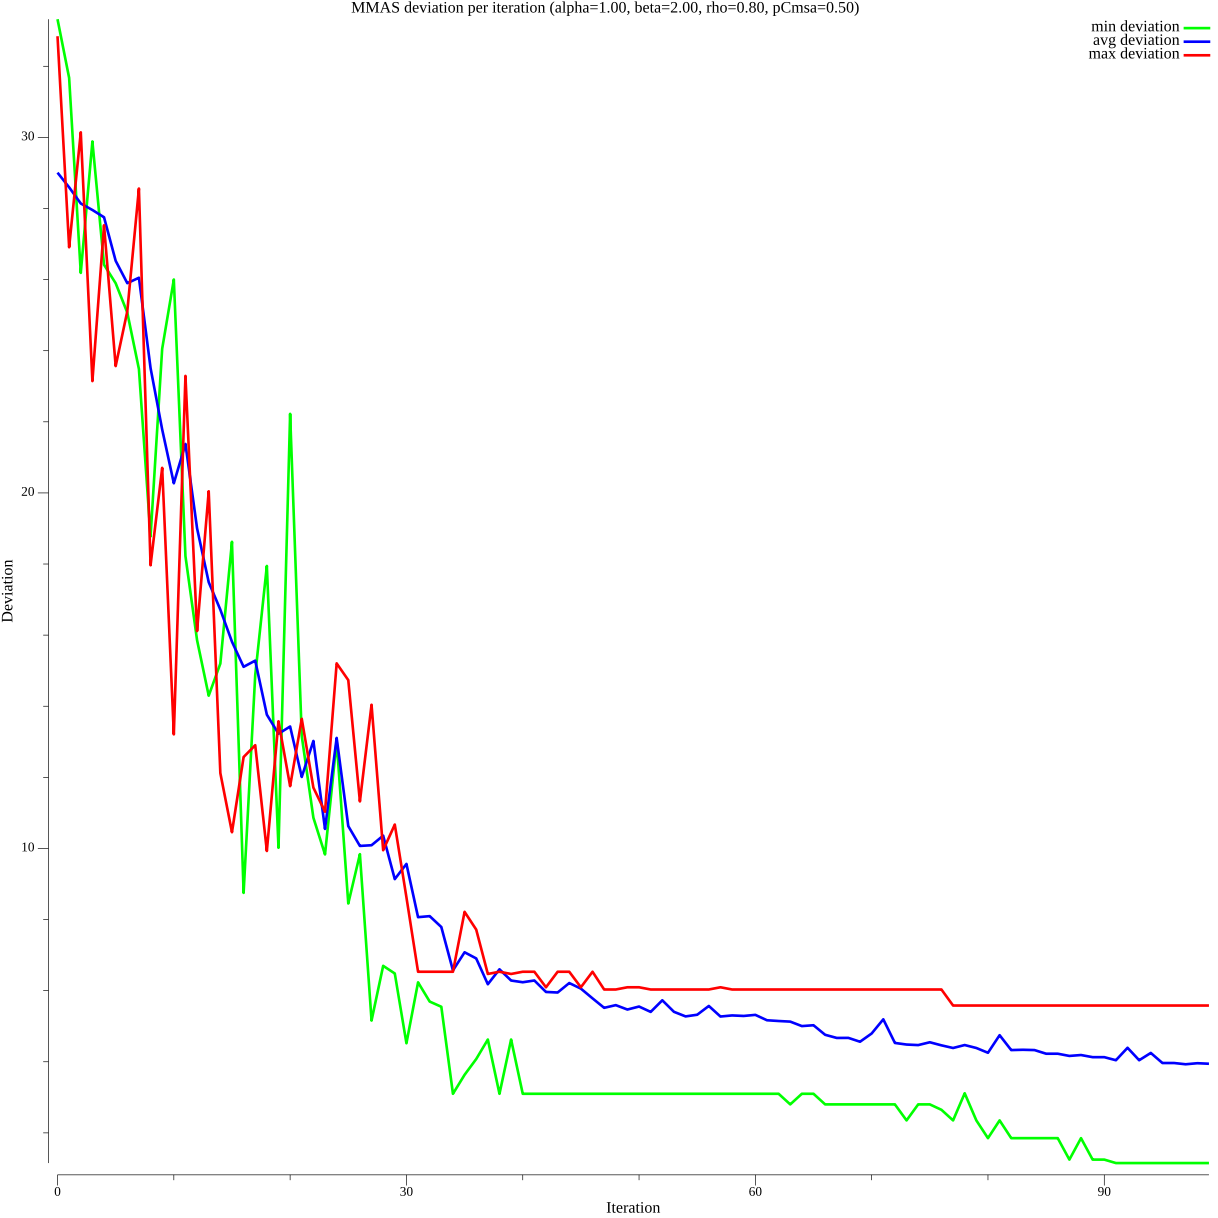 MMAS deviation per iteration (alpha=1.00, beta=2.00, rho=0.80, pCmsa=0.50)
min deviation
avg deviation
max deviation
30
20
10
Deviation
0
30
60
90
Iteration